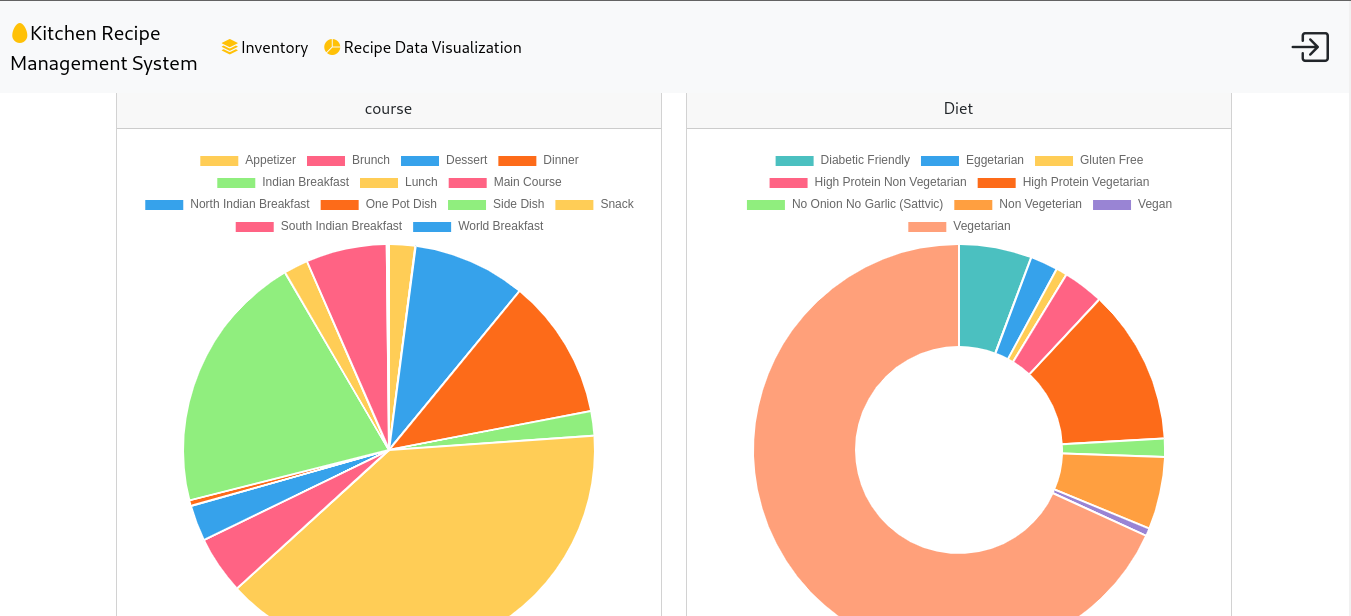 Kitchen Recipe
Management System
Inventory
Recipe Data Visualization
course
Appetizer Brunch Dessert Dinner
Indian Breakfast Lunch Main Course
North Indian Breakfast One Pot Dish Side Dish Snack
South Indian Breakfast World Breakfast
Diet
Diabetic Friendly Eggetarian Gluten Free
High Protein Non Vegetarian High Protein Vegetarian
No Onion No Garlic (Sattvic) Non Vegeterian Vegan
Vegetarian